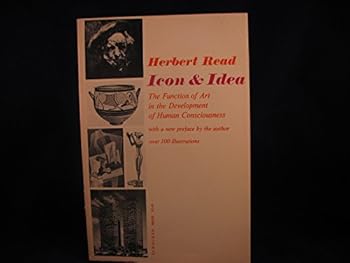 Herbert Read
Icon & Idea
The Function of Art
in the Development
of Human Consciousness
with a new preface by the author
over 100 illustrations